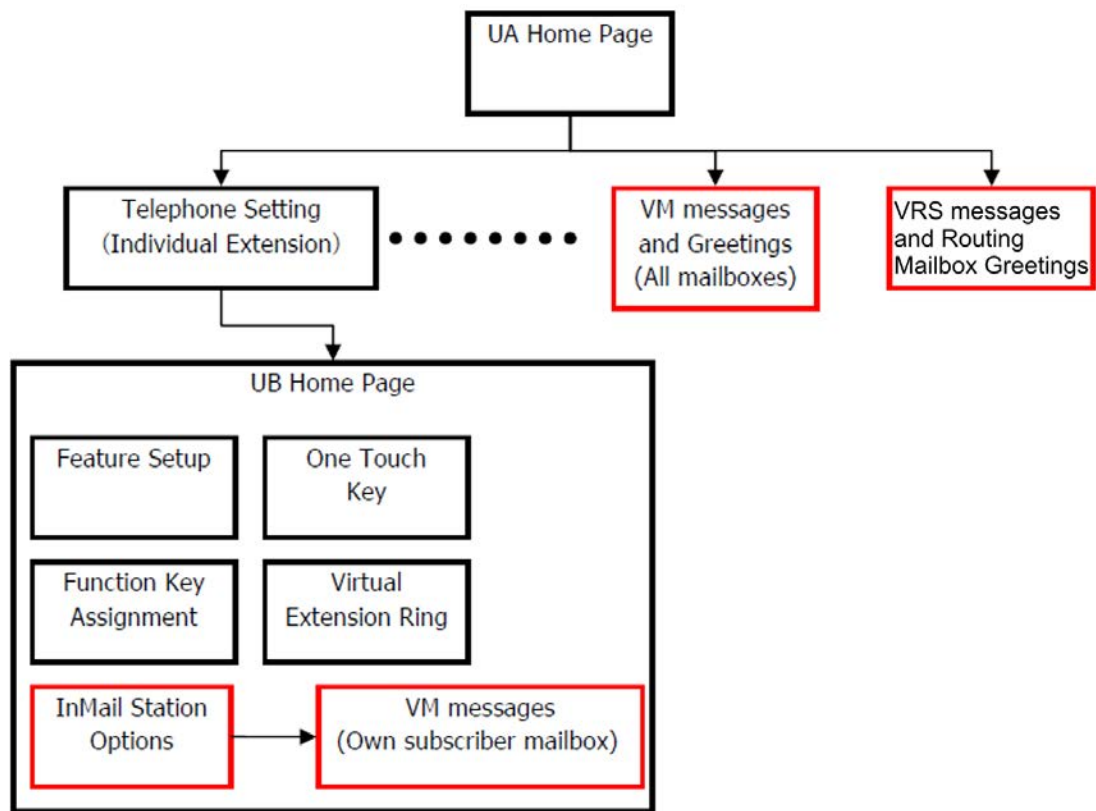 UA Home Page
Telephone Setting
(Individual Extension)
VM messages
and Greetings
(All mailboxes)
VRS messages
and Routing
Mailbox Greetings
UB Home Page
Feature Setup
One Touch
Key
Function Key
Assignment
Virtual
Extension Ring
InMail Station
Options
VM messages
(Own subscriber mailbox)